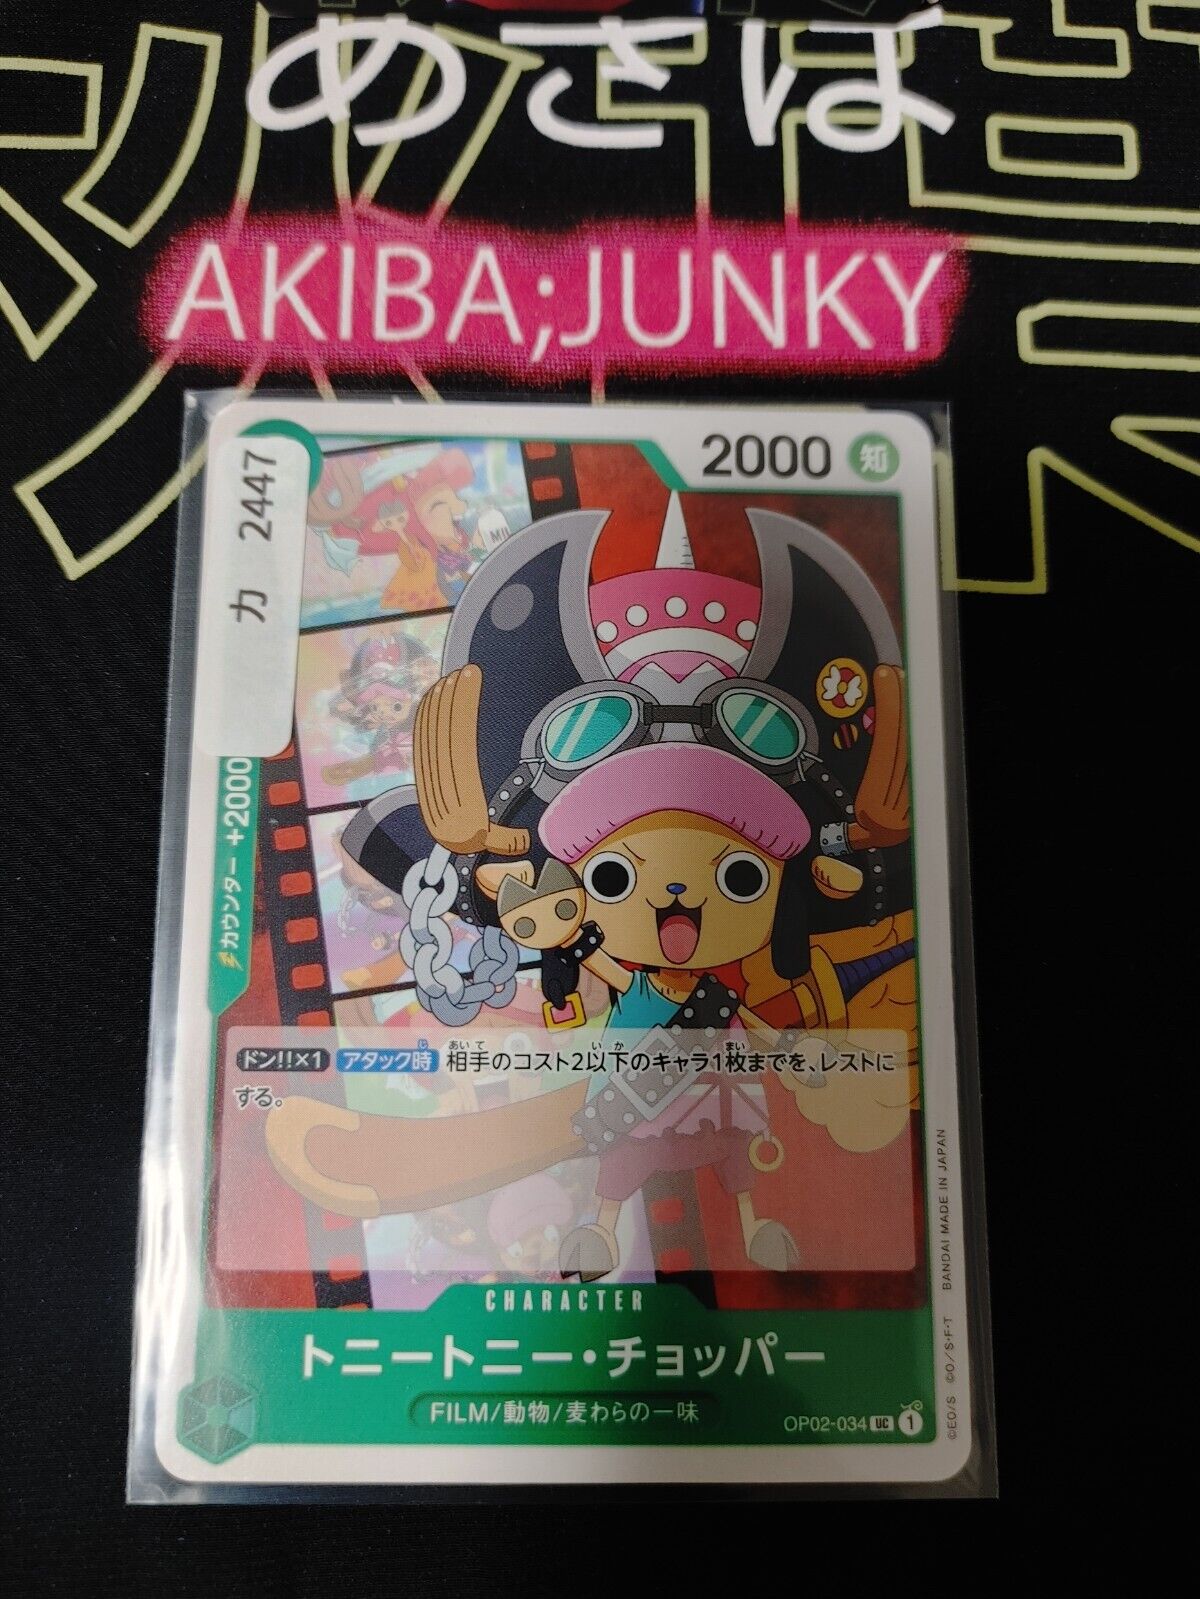 めさば
AKIBA;JUNKY
カ 2447
2000 知
MIL
カウンター +2000
ドン!!×1 アタック時 相手のコスト2以下のキャラ1枚までを、レストに
する。
CHARACTER
トニートニー・チョッパー
FILM/動物/麦わらの一味
OP02-034 UC 1
©E.O/S ©O/S・F・T BANDAI MADE IN JAPAN